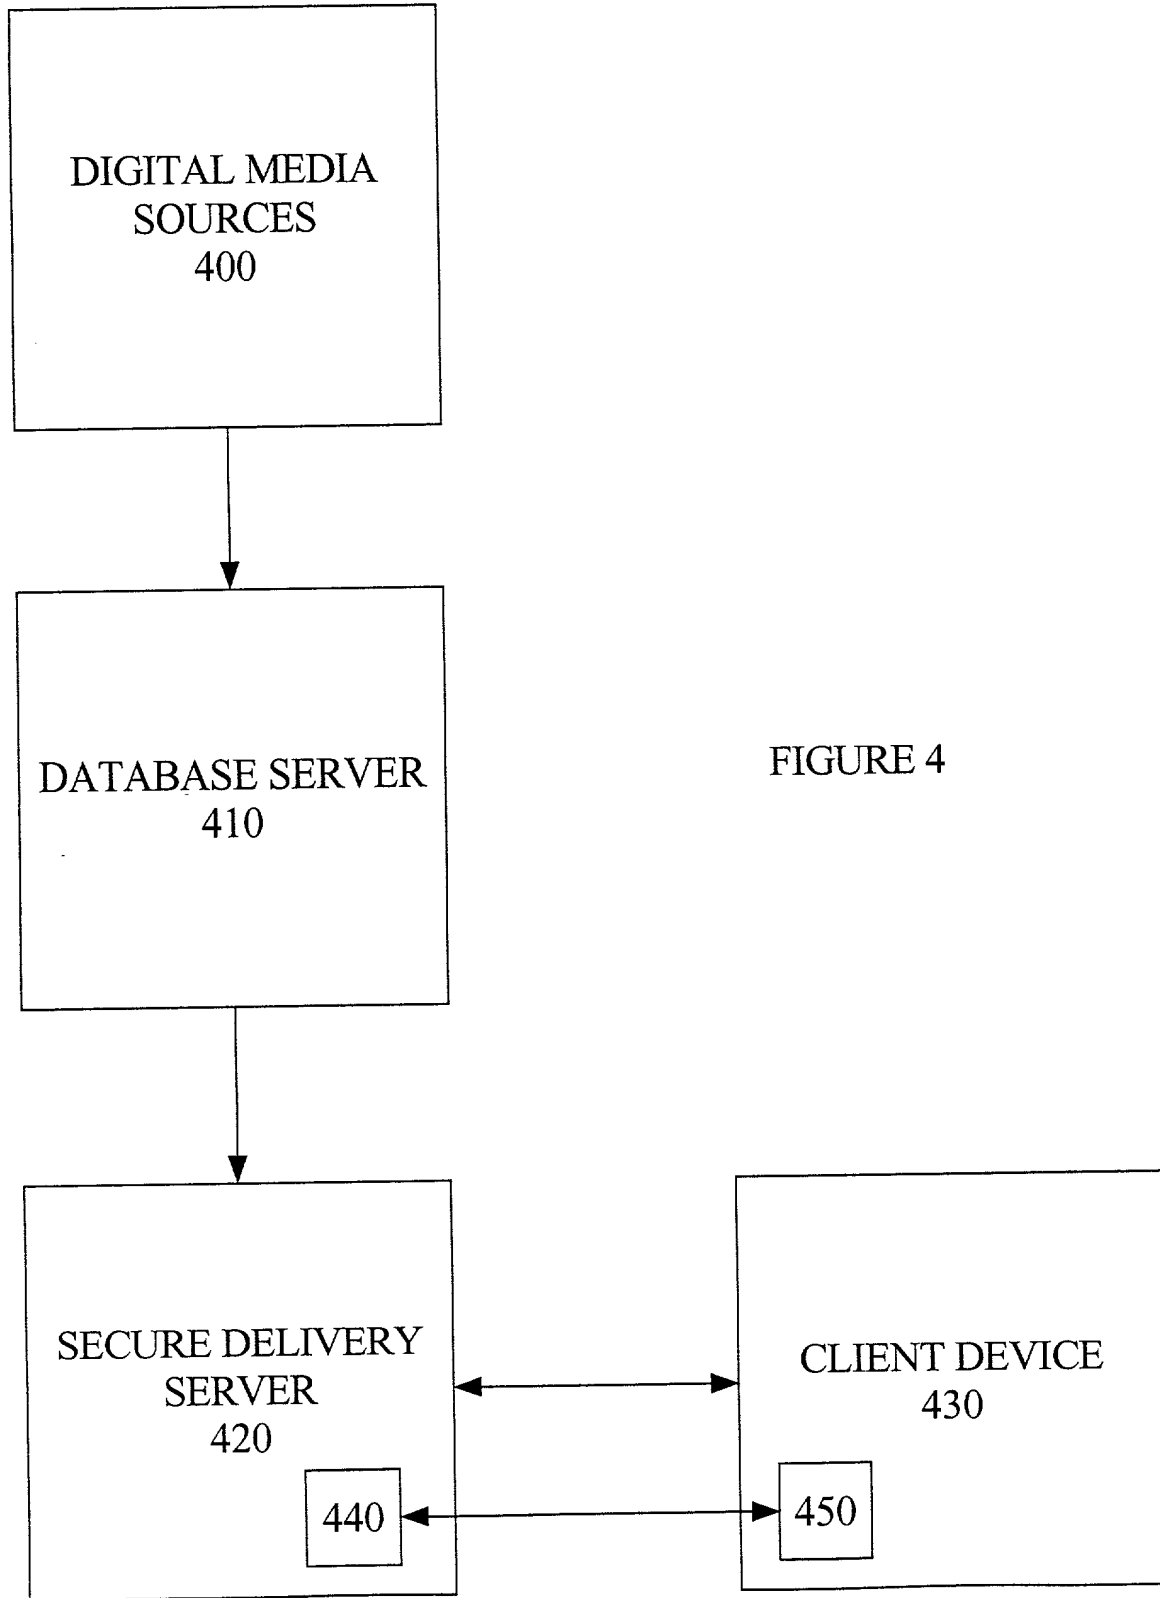 DIGITAL MEDIA
SOURCES
400
DATABASE SERVER
410
FIGURE 4
SECURE DELIVERY
SERVER
420
CLIENT DEVICE
430
440
450